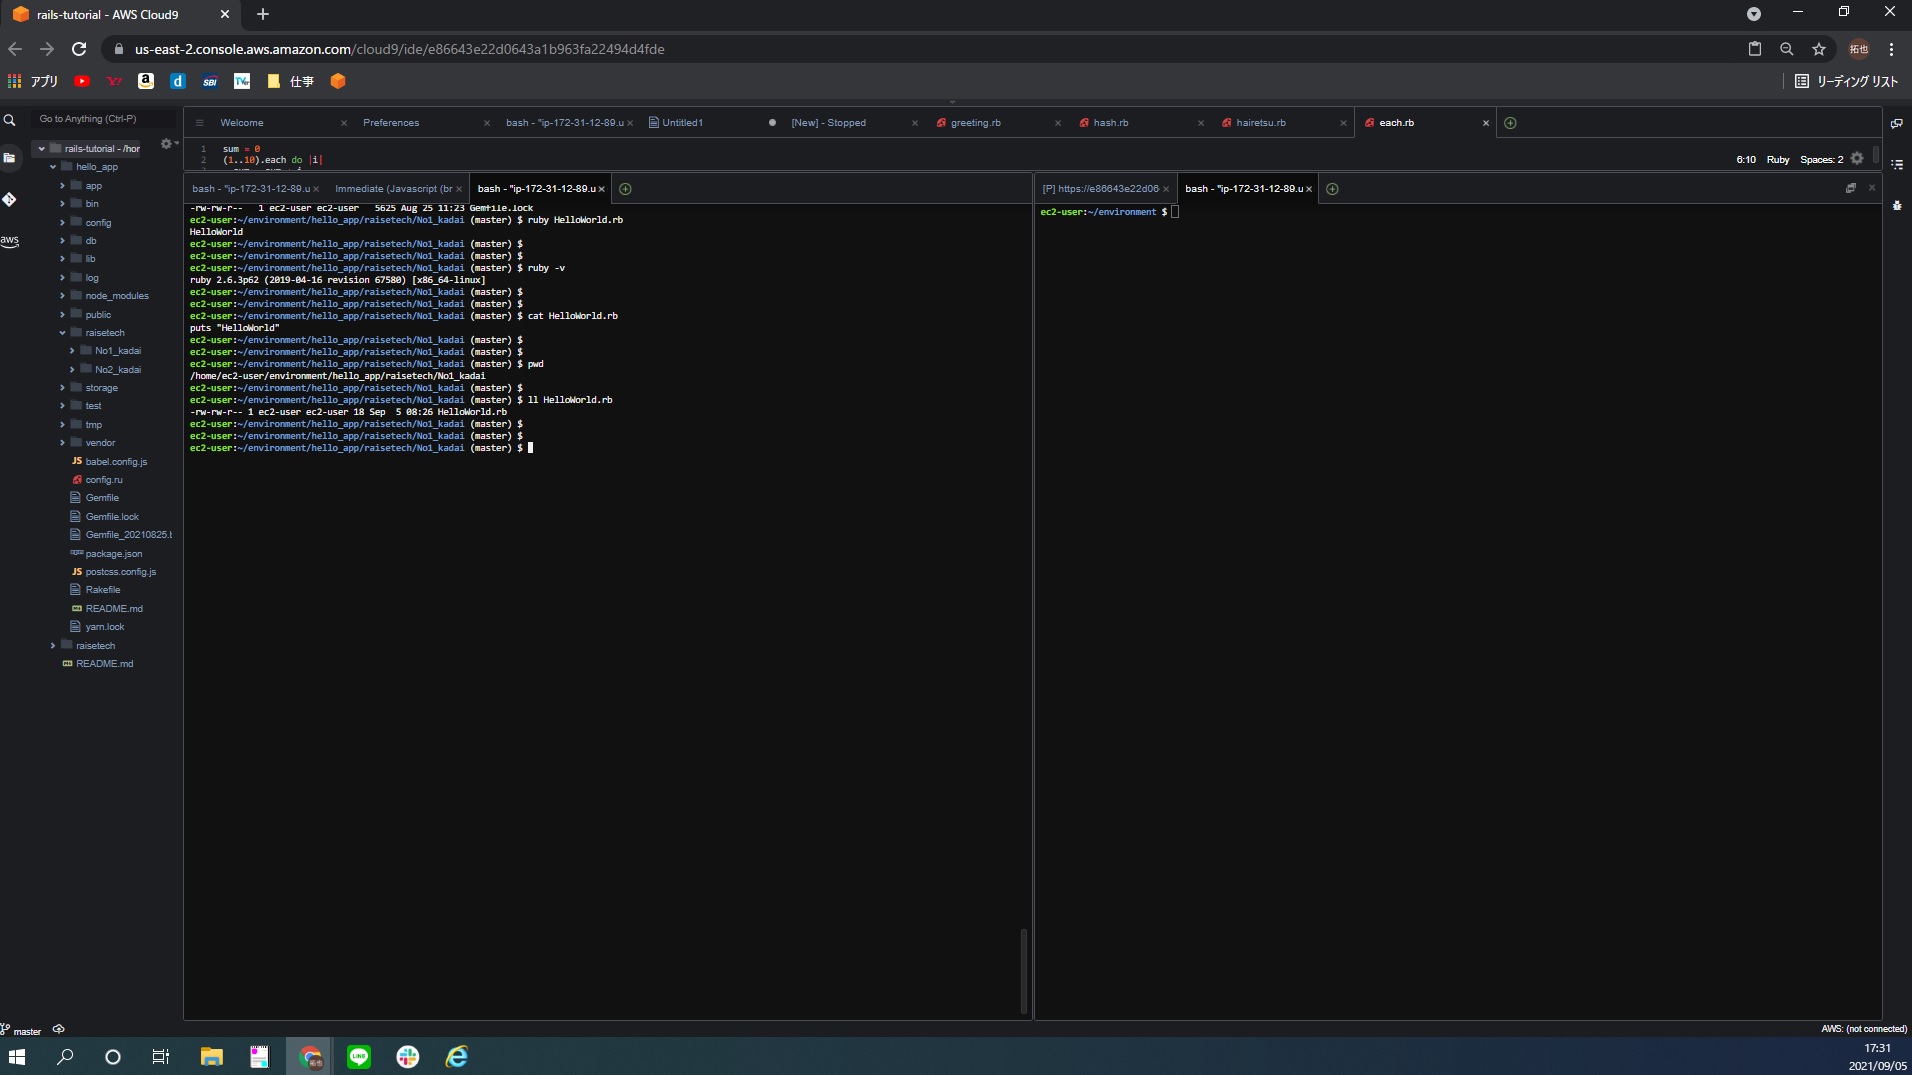 rails-tutorial - AWS Cloud9
us-east-2.console.aws.amazon.com/cloud9/ide/e86643e22d0643a1b963fa22494d4fde
拓也
アプリ
仕事
リーディング リスト
Go to Anything (Ctrl-P)
Welcome
Preferences
bash - "ip-172-31-12-89.u
Untitled1
[New] - Stopped
greeting.rb
hash.rb
hairetsu.rb
each.rb
1 sum = 0
2 (1..10).each do |i|
6:10 Ruby Spaces: 2
rails-tutorial - /hor
hello_app
app
bin
config
db
lib
log
node_modules
public
raisetech
No1_kadai
No2_kadai
storage
test
tmp
vendor
babel.config.js
config.ru
Gemfile
Gemfile.lock
Gemfile_20210825.t
package.json
postcss.config.js
Rakefile
README.md
yarn.lock
raisetech
README.md
aws
bash - "ip-172-31-12-89.u
Immediate (Javascript (br
bash - "ip-172-31-12-89.u
-rw-rw-r-- 1 ec2-user ec2-user 5625 Aug 25 11:23 Gemfile.lock
ec2-user:~/environment/hello_app/raisetech/No1_kadai (master) $ ruby HelloWorld.rb
HelloWorld
ec2-user:~/environment/hello_app/raisetech/No1_kadai (master) $
ec2-user:~/environment/hello_app/raisetech/No1_kadai (master) $
ec2-user:~/environment/hello_app/raisetech/No1_kadai (master) $ ruby -v
ruby 2.6.3p62 (2019-04-16 revision 67580) [x86_64-linux]
ec2-user:~/environment/hello_app/raisetech/No1_kadai (master) $
ec2-user:~/environment/hello_app/raisetech/No1_kadai (master) $
ec2-user:~/environment/hello_app/raisetech/No1_kadai (master) $ cat HelloWorld.rb
puts "HelloWorld"
ec2-user:~/environment/hello_app/raisetech/No1_kadai (master) $
ec2-user:~/environment/hello_app/raisetech/No1_kadai (master) $
ec2-user:~/environment/hello_app/raisetech/No1_kadai (master) $ pwd
/home/ec2-user/environment/hello_app/raisetech/No1_kadai
ec2-user:~/environment/hello_app/raisetech/No1_kadai (master) $
ec2-user:~/environment/hello_app/raisetech/No1_kadai (master) $ ll HelloWorld.rb
-rw-rw-r-- 1 ec2-user ec2-user 18 Sep  5 08:26 HelloWorld.rb
ec2-user:~/environment/hello_app/raisetech/No1_kadai (master) $
ec2-user:~/environment/hello_app/raisetech/No1_kadai (master) $
ec2-user:~/environment/hello_app/raisetech/No1_kadai (master) $
[P] https://e86643e22d06
bash - "ip-172-31-12-89.u
ec2-user:~/environment $
master
AWS: (not connected)
17:31
2021/09/05